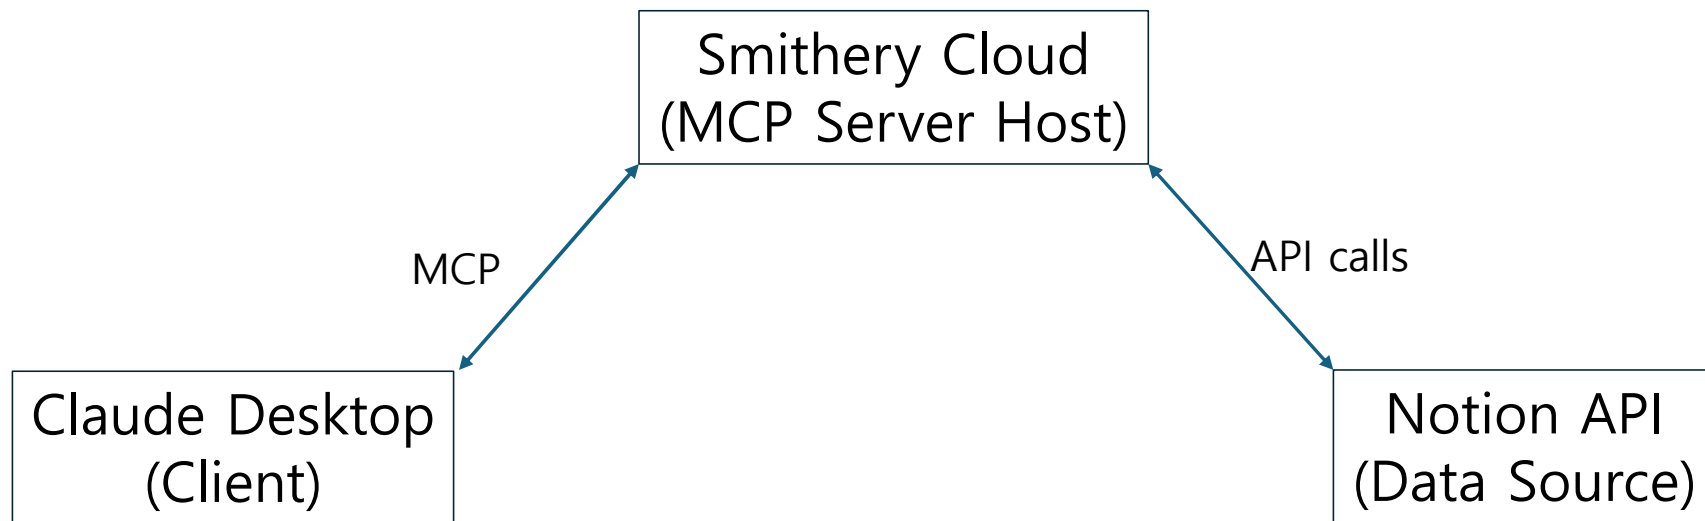 Smithery Cloud
(MCP Server Host)
MCP
API calls
Claude Desktop
(Client)
Notion API
(Data Source)